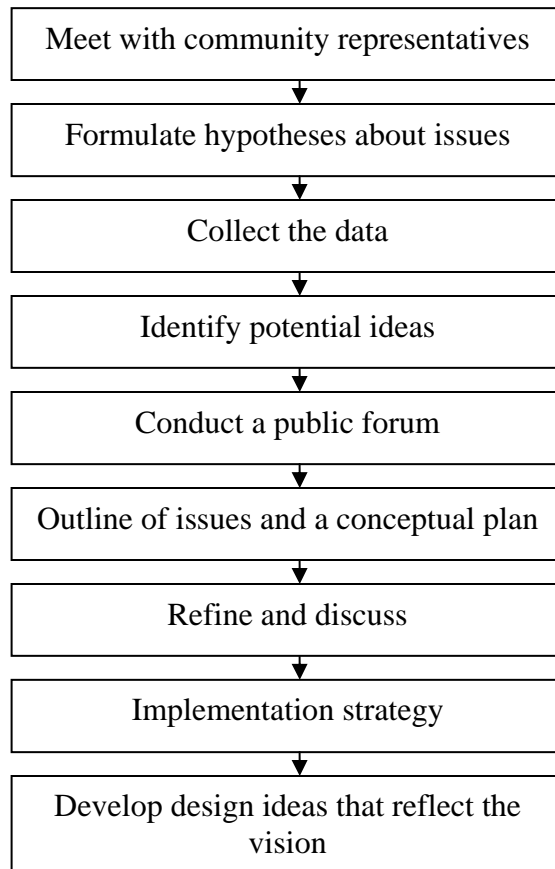 Meet with community representatives
Formulate hypotheses about issues
Collect the data
Identify potential ideas
Conduct a public forum
Outline of issues and a conceptual plan
Refine and discuss
Implementation strategy
Develop design ideas that reflect the
vision